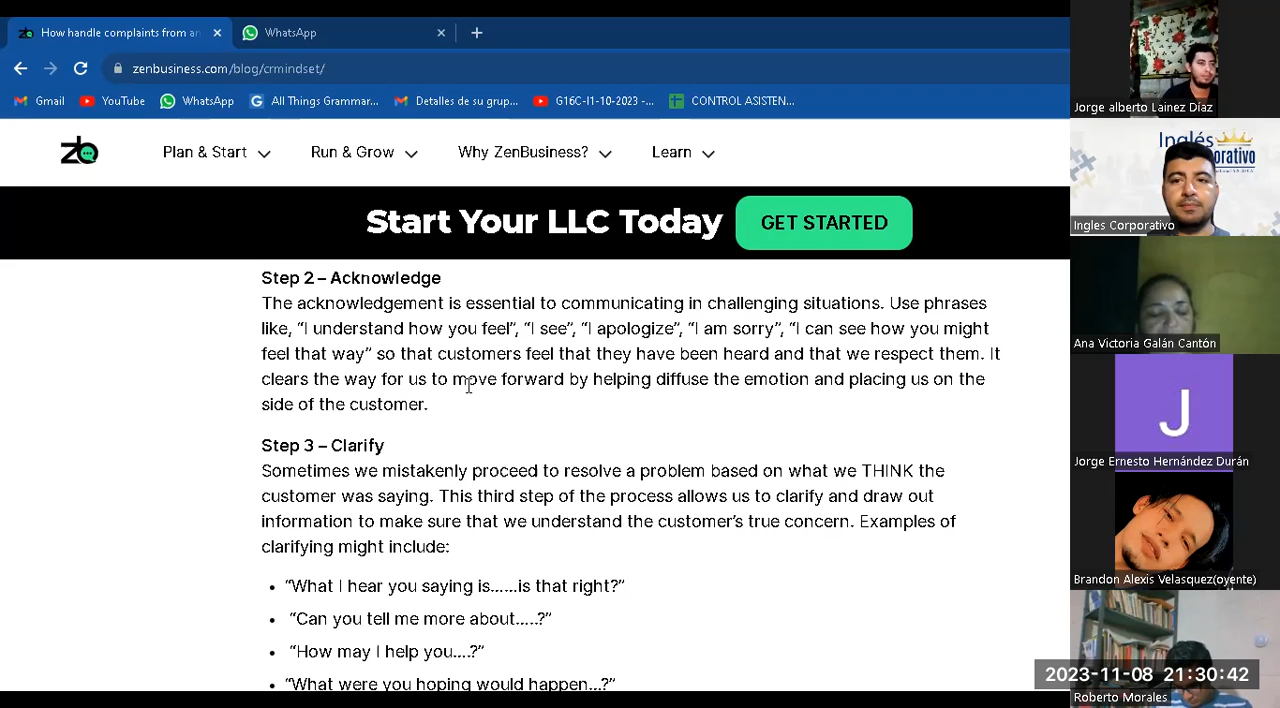 How handle complaints from an
WhatsApp
zenbusiness.com/blog/crmindset/
Gmail
YouTube
WhatsApp
All Things Grammar...
Detalles de su grup...
G16C-I1-10-2023 -...
CONTROL ASISTEN...
zb
Plan & Start
Run & Grow
Why ZenBusiness?
Learn
Start Your LLC Today
GET STARTED
Step 2 – Acknowledge
The acknowledgement is essential to communicating in challenging situations. Use phrases
like, “I understand how you feel”, “I see”, “I apologize”, “I am sorry”, “I can see how you might
feel that way” so that customers feel that they have been heard and that we respect them. It
clears the way for us to move forward by helping diffuse the emotion and placing us on the
side of the customer.
Step 3 – Clarify
Sometimes we mistakenly proceed to resolve a problem based on what we THINK the
customer was saying. This third step of the process allows us to clarify and draw out
information to make sure that we understand the customer’s true concern. Examples of
clarifying might include:
“What I hear you saying is......is that right?”
“Can you tell me more about.....?”
“How may I help you....?”
“What were you hoping would happen...?”
Jorge alberto Lainez Díaz
Inglés
Ingles Corporativo
Ana Victoria Galán Cantón
J
Jorge Ernesto Hernández Durán
Brandon Alexis Velasquez(oyente)
2023-11-08 21:30:42
Roberto Morales